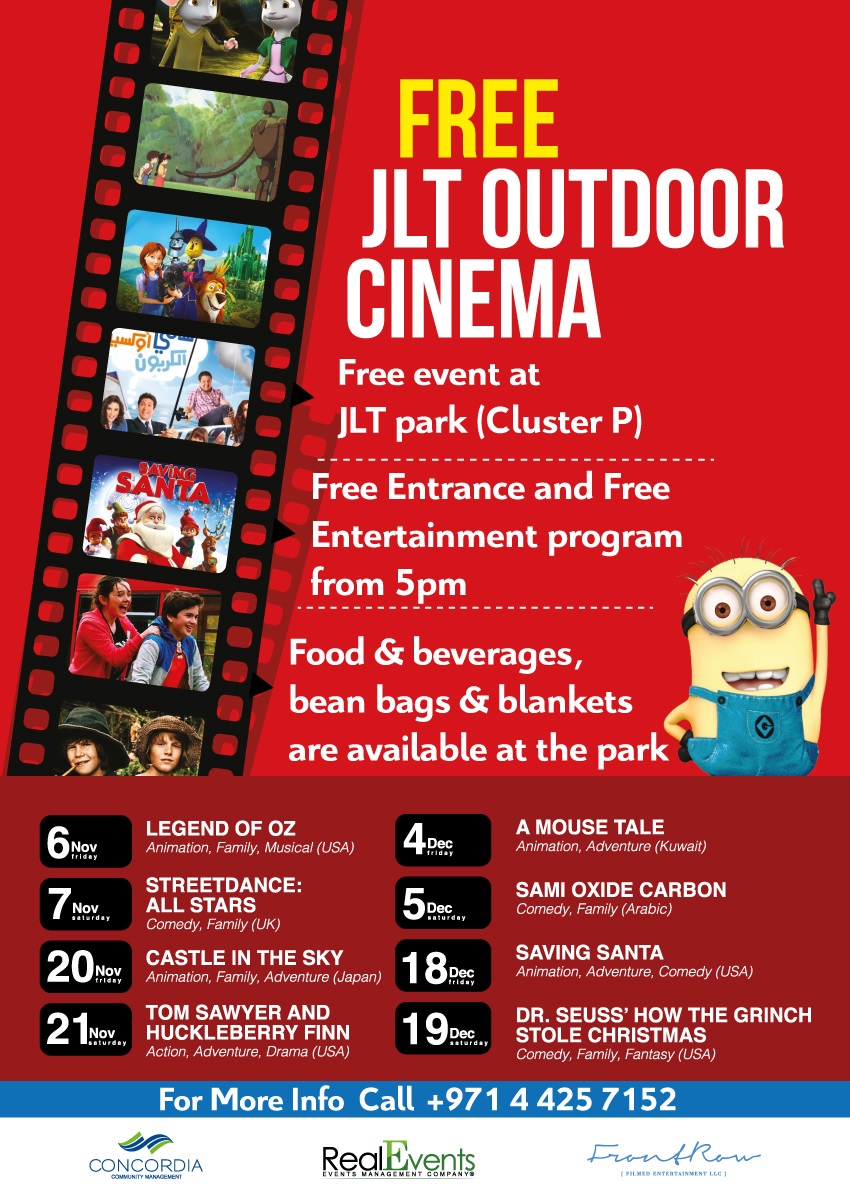 FREE
JLT OUTDOOR
CINEMA
Free event at
JLT park (Cluster P)
Free Entrance and Free
Entertainment program
from 5pm
Food & beverages,
bean bags & blankets
are available at the park
أوكسي
الكربون
SAVING
SANTA
6 Nov
friday
LEGEND OF OZ
Animation, Family, Musical (USA)
7 Nov
saturday
STREETDANCE:
ALL STARS
Comedy, Family (UK)
20 Nov
friday
CASTLE IN THE SKY
Animation, Family, Adventure (Japan)
21 Nov
saturday
TOM SAWYER AND
HUCKLEBERRY FINN
Action, Adventure, Drama (USA)
4 Dec
friday
A MOUSE TALE
Animation, Adventure (Kuwait)
5 Dec
saturday
SAMI OXIDE CARBON
Comedy, Family (Arabic)
18 Dec
friday
SAVING SANTA
Animation, Adventure, Comedy (USA)
19 Dec
saturday
DR. SEUSS’ HOW THE GRINCH
STOLE CHRISTMAS
Comedy, Family, Fantasy (USA)
For More Info Call +971 4 425 7152
CONCORDIA
COMMUNITY MANAGEMENT
RealEvents
EVENTS MANAGEMENT COMPANY®
FrontRow
[ FILMED ENTERTAINMENT LLC ]